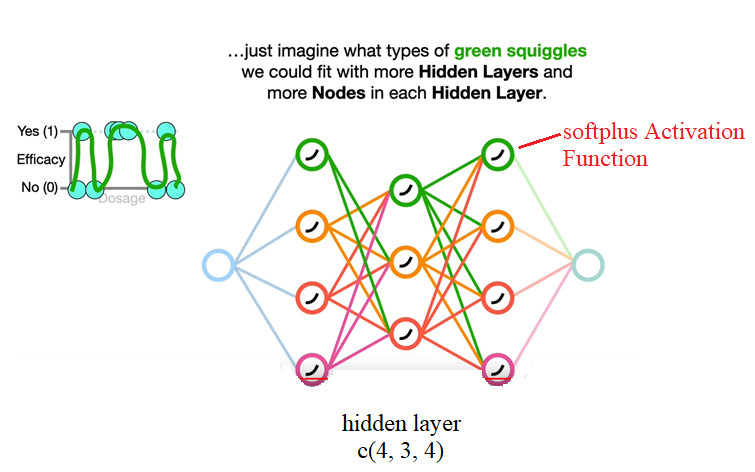 ...just imagine what types of green squiggles
we could fit with more Hidden Layers and
more Nodes in each Hidden Layer.
softplus Activation
Function
Yes (1)
Efficacy
No (0)
Dosage
hidden layer
c(4, 3, 4)